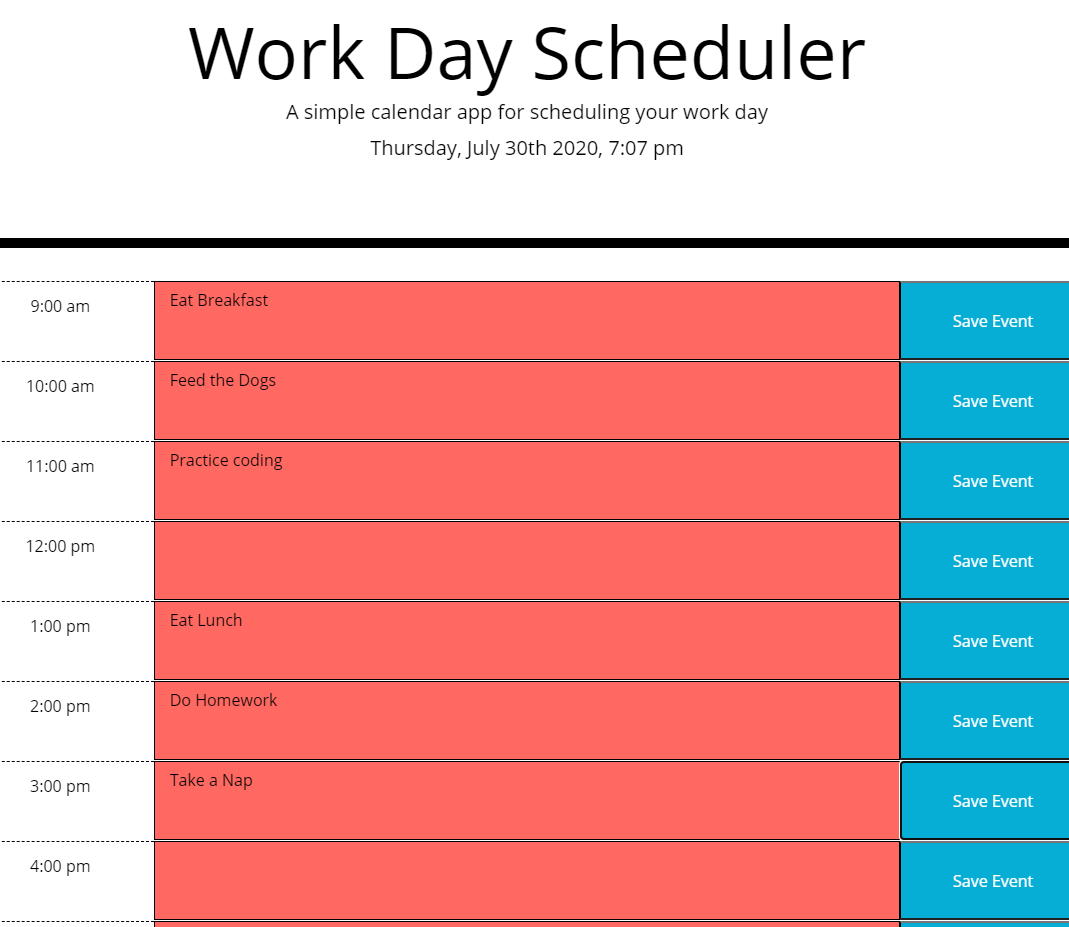 Work Day Scheduler
A simple calendar app for scheduling your work day
Thursday, July 30th 2020, 7:07 pm
9:00 am Eat Breakfast Save Event
10:00 am Feed the Dogs Save Event
11:00 am Practice coding Save Event
12:00 pm Save Event
1:00 pm Eat Lunch Save Event
2:00 pm Do Homework Save Event
3:00 pm Take a Nap Save Event
4:00 pm Save Event